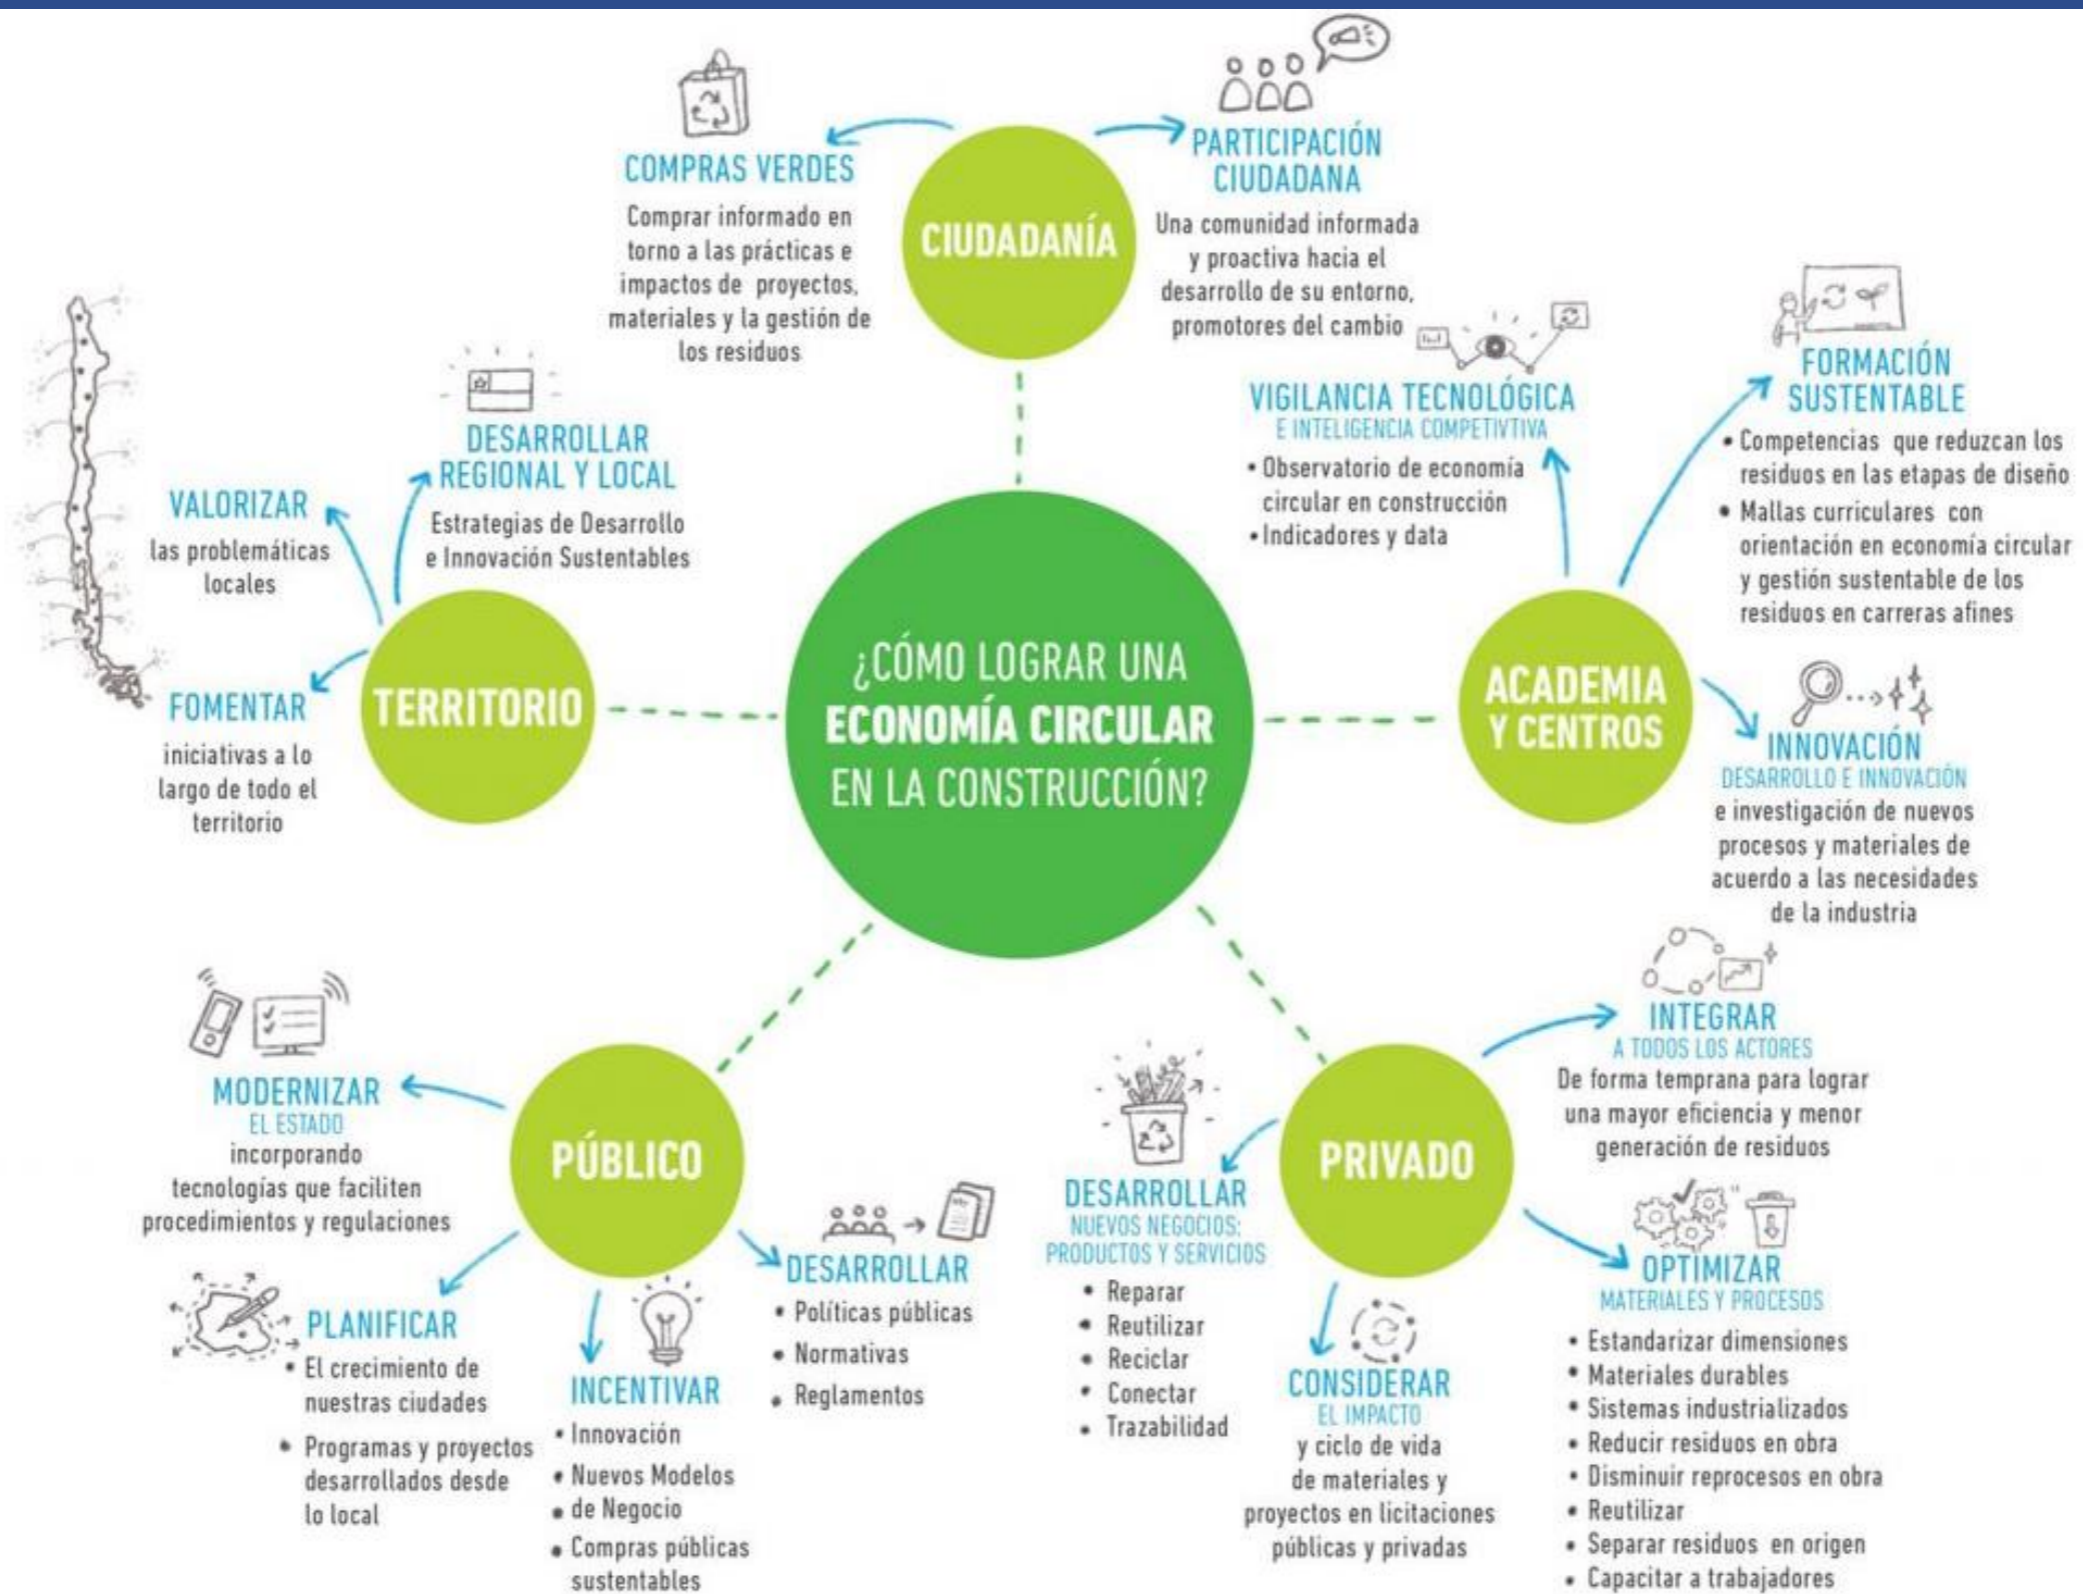 COMPRAS VERDES
Comprar informado en
torno a las prácticas e
impactos de proyectos,
materiales y la gestión de
los residuos
CIUDADANÍA
PARTICIPACIÓN
CIUDADANA
Una comunidad informada
y proactiva hacia el
desarrollo de su entorno,
promotores del cambio
DESARROLLAR
REGIONAL Y LOCAL
Estrategias de Desarrollo
e Innovación Sustentables
VALORIZAR
las problemáticas
locales
FOMENTAR
iniciativas a lo
largo de todo el
territorio
TERRITORIO
¿CÓMO LOGRAR UNA
ECONOMÍA CIRCULAR
EN LA CONSTRUCCIÓN?
VIGILANCIA TECNOLÓGICA
E INTELIGENCIA COMPETIVTIVA
• Observatorio de economía
circular en construcción
• Indicadores y data
FORMACIÓN
SUSTENTABLE
• Competencias que reduzcan los
residuos en las etapas de diseño
• Mallas curriculares con
orientación en economía circular
y gestión sustentable de los
residuos en carreras afines
ACADEMIA
Y CENTROS
INNOVACIÓN
DESARROLLO E INNOVACIÓN
e investigación de nuevos
procesos y materiales de
acuerdo a las necesidades
de la industria
MODERNIZAR
EL ESTADO
incorporando
tecnologías que faciliten
procedimientos y regulaciones
PÚBLICO
PLANIFICAR
• El crecimiento de
nuestras ciudades
• Programas y proyectos
desarrollados desde
lo local
INCENTIVAR
• Innovación
• Nuevos Modelos
• de Negocio
• Compras públicas
sustentables
DESARROLLAR
• Políticas públicas
• Normativas
• Reglamentos
PRIVADO
DESARROLLAR
NUEVOS NEGOCIOS:
PRODUCTOS Y SERVICIOS
• Reparar
• Reutilizar
• Reciclar
• Conectar
• Trazabilidad
CONSIDERAR
EL IMPACTO
y ciclo de vida
de materiales y
proyectos en licitaciones
públicas y privadas
INTEGRAR
A TODOS LOS ACTORES
De forma temprana para lograr
una mayor eficiencia y menor
generación de residuos
OPTIMIZAR
MATERIALES Y PROCESOS
• Estandarizar dimensiones
• Materiales durables
• Sistemas industrializados
• Reducir residuos en obra
• Disminuir reprocesos en obra
• Reutilizar
• Separar residuos en origen
• Capacitar a trabajadores